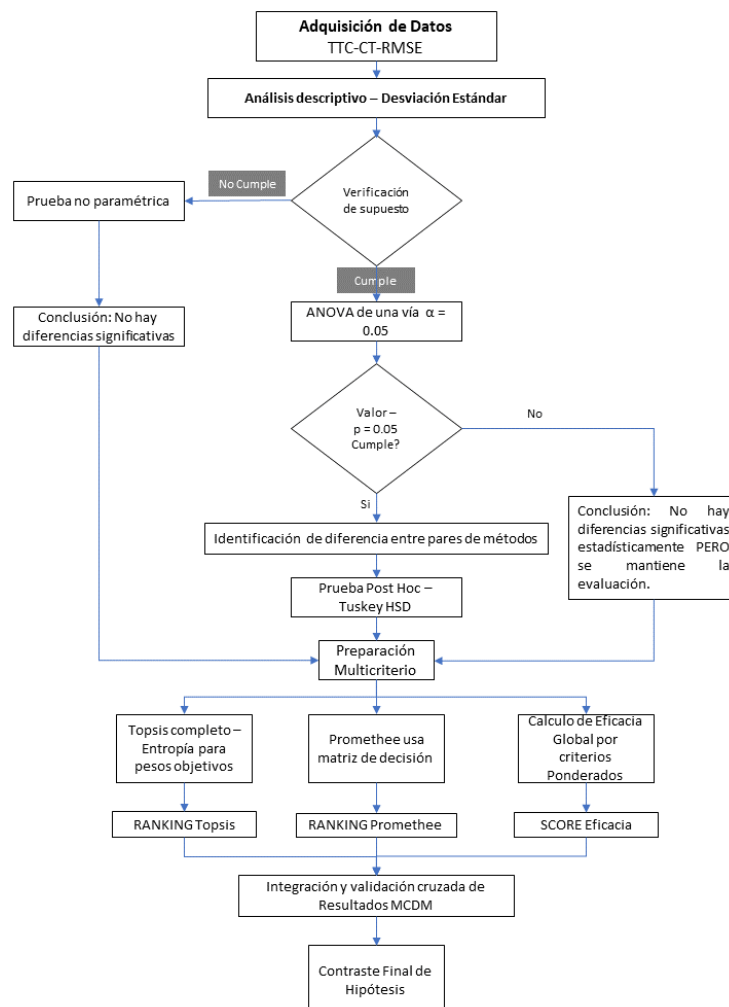 Adquisición de Datos
TTC-CT-RMSE
Análisis descriptivo – Desviación Estándar
No Cumple
Verificación
de supuesto
Prueba no paramétrica
Cumple
ANOVA de una vía α =
0.05
Conclusión: No hay
diferencias significativas
Valor –
p = 0.05
Cumple?
No
Si
Conclusión: No hay
diferencias significativas
estadísticamente PERO
se mantiene la
evaluación.
Identificación de diferencia entre pares de métodos
Prueba Post Hoc –
Tuskey HSD
Preparación
Multicriterio
Topsis completo –
Entropía para
pesos objetivos
Promethee usa
matriz de decisión
Calculo de Eficacia
Global por
criterios
Ponderados
RANKING Topsis
RANKING Promethee
SCORE Eficacia
Integración y validación cruzada de
Resultados MCDM
Contraste Final de
Hipótesis